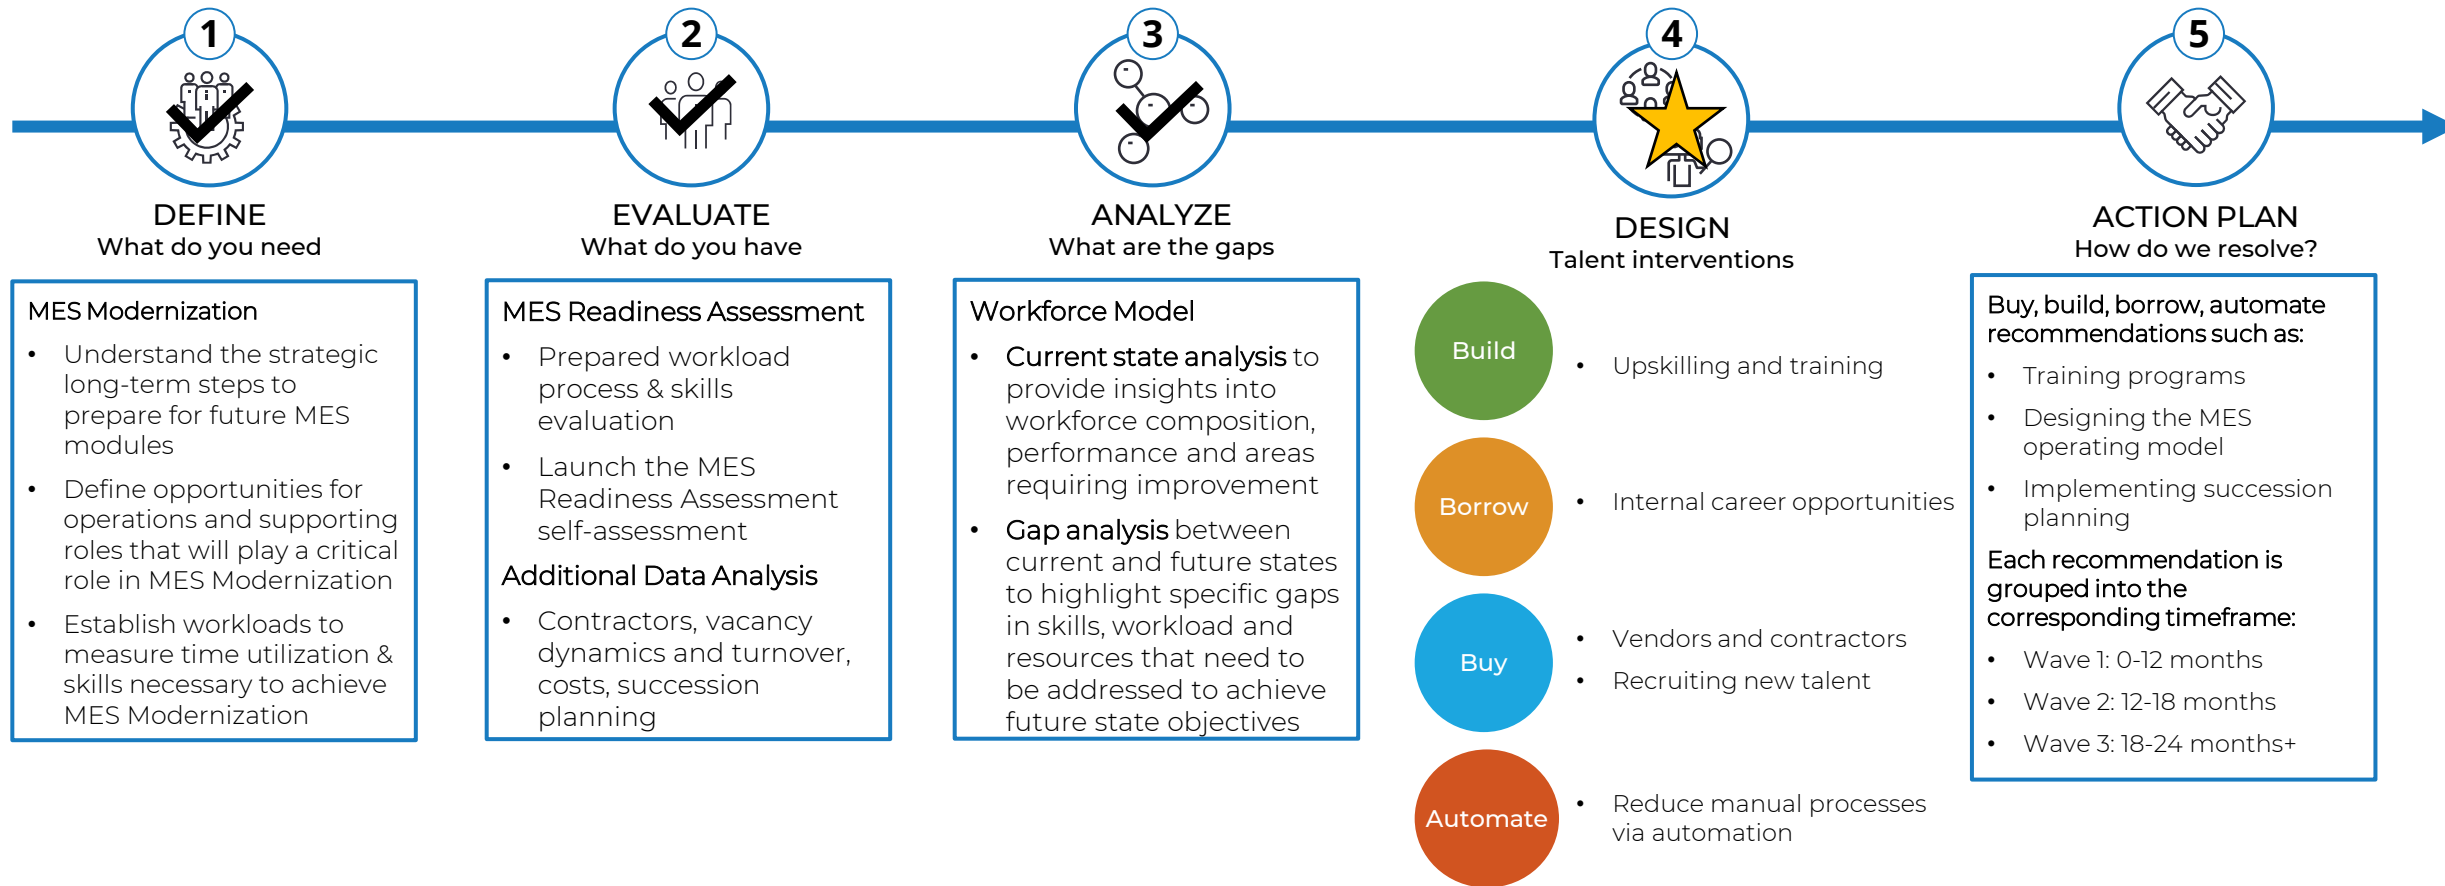 1
DEFINE
What do you need
MES Modernization
• Understand the strategic
long-term steps to
prepare for future MES
modules
• Define opportunities for
operations and supporting
roles that will play a critical
role in MES Modernization
• Establish workloads to
measure time utilization &
skills necessary to achieve
MES Modernization
2
EVALUATE
What do you have
MES Readiness Assessment
• Prepared workload
process & skills
evaluation
• Launch the MES
Readiness Assessment
self-assessment
Additional Data Analysis
• Contractors, vacancy
dynamics and turnover,
costs, succession
planning
3
ANALYZE
What are the gaps
Workforce Model
• Current state analysis to
provide insights into
workforce composition,
performance and areas
requiring improvement
• Gap analysis between
current and future states
to highlight specific gaps
in skills, workload and
resources that need to
be addressed to achieve
future state objectives
4
DESIGN
Talent interventions
Build
• Upskilling and training
Borrow
• Internal career opportunities
Buy
• Vendors and contractors
• Recruiting new talent
Automate
• Reduce manual processes
via automation
5
ACTION PLAN
How do we resolve?
Buy, build, borrow, automate
recommendations such as:
• Training programs
• Designing the MES
operating model
• Implementing succession
planning
Each recommendation is
grouped into the
corresponding timeframe:
• Wave 1: 0-12 months
• Wave 2: 12-18 months
• Wave 3: 18-24 months+